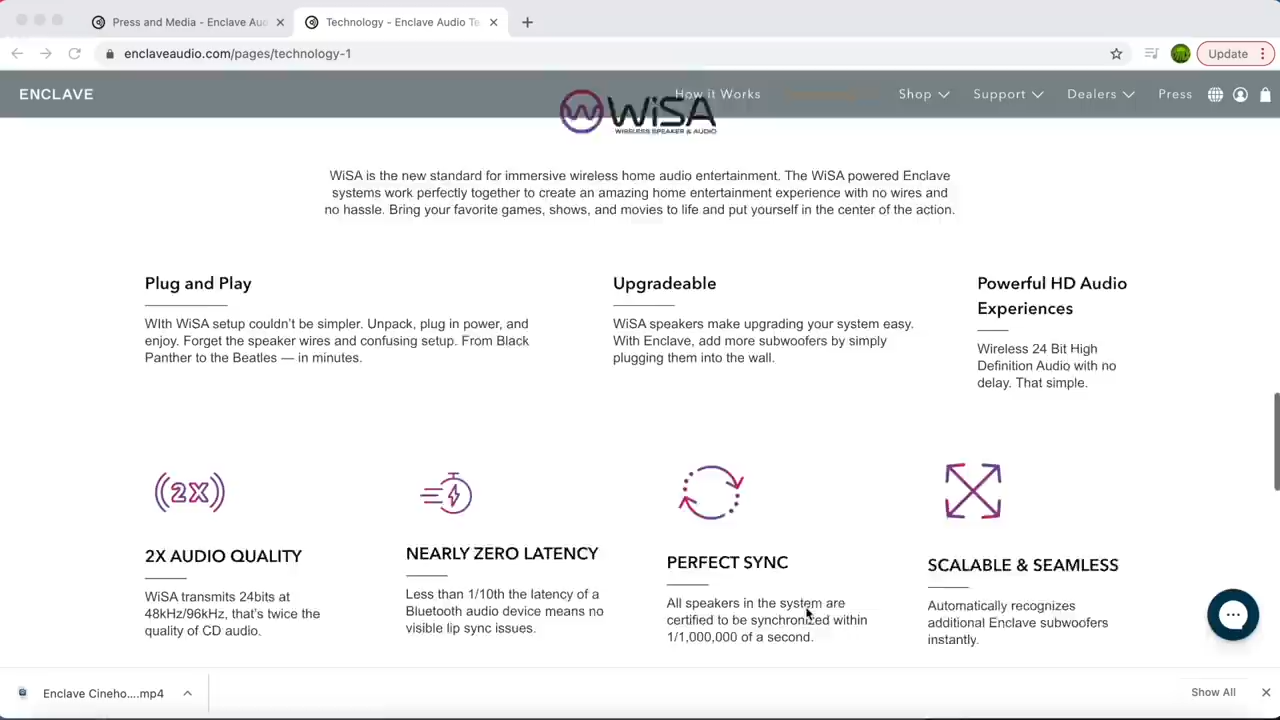 Press and Media - Enclave Aud
Technology - Enclave Audio Te
enclaveaudio.com/pages/technology-1
Update
ENCLAVE
How it Works
Shop
Support
Dealers
Press
WiSA
WIRELESS SPEAKER & AUDIO
WiSA is the new standard for immersive wireless home audio entertainment. The WiSA powered Enclave
systems work perfectly together to create an amazing home entertainment experience with no wires and
no hassle. Bring your favorite games, shows, and movies to life and put yourself in the center of the action.
Plug and Play
WIth WiSA setup couldn't be simpler. Unpack, plug in power, and
enjoy. Forget the speaker wires and confusing setup. From Black
Panther to the Beatles — in minutes.
Upgradeable
WiSA speakers make upgrading your system easy.
With Enclave, add more subwoofers by simply
plugging them into the wall.
Powerful HD Audio
Experiences
Wireless 24 Bit High
Definition Audio with no
delay. That simple.
2X
2X AUDIO QUALITY
WiSA transmits 24bits at
48kHz/96kHz, that's twice the
quality of CD audio.
NEARLY ZERO LATENCY
Less than 1/10th the latency of a
Bluetooth audio device means no
visible lip sync issues.
PERFECT SYNC
All speakers in the system are
certified to be synchronized within
1/1,000,000 of a second.
SCALABLE & SEAMLESS
Automatically recognizes
additional Enclave subwoofers
instantly.
Enclave Cineho....mp4
Show All